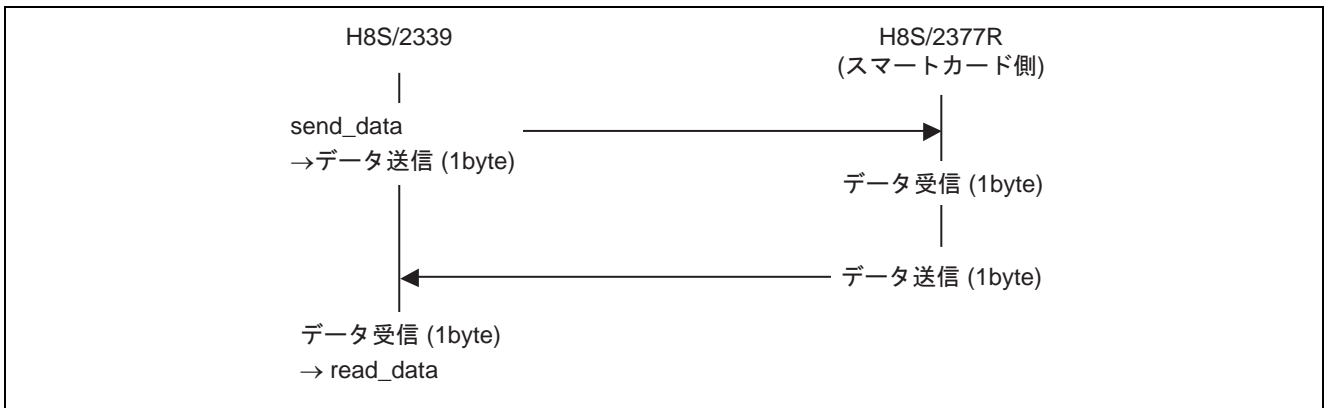 H8S/2339
H8S/2377R
(スマートカード側)
send_data
→データ送信 (1byte)
データ受信 (1byte)
データ送信 (1byte)
データ受信 (1byte)
→ read_data